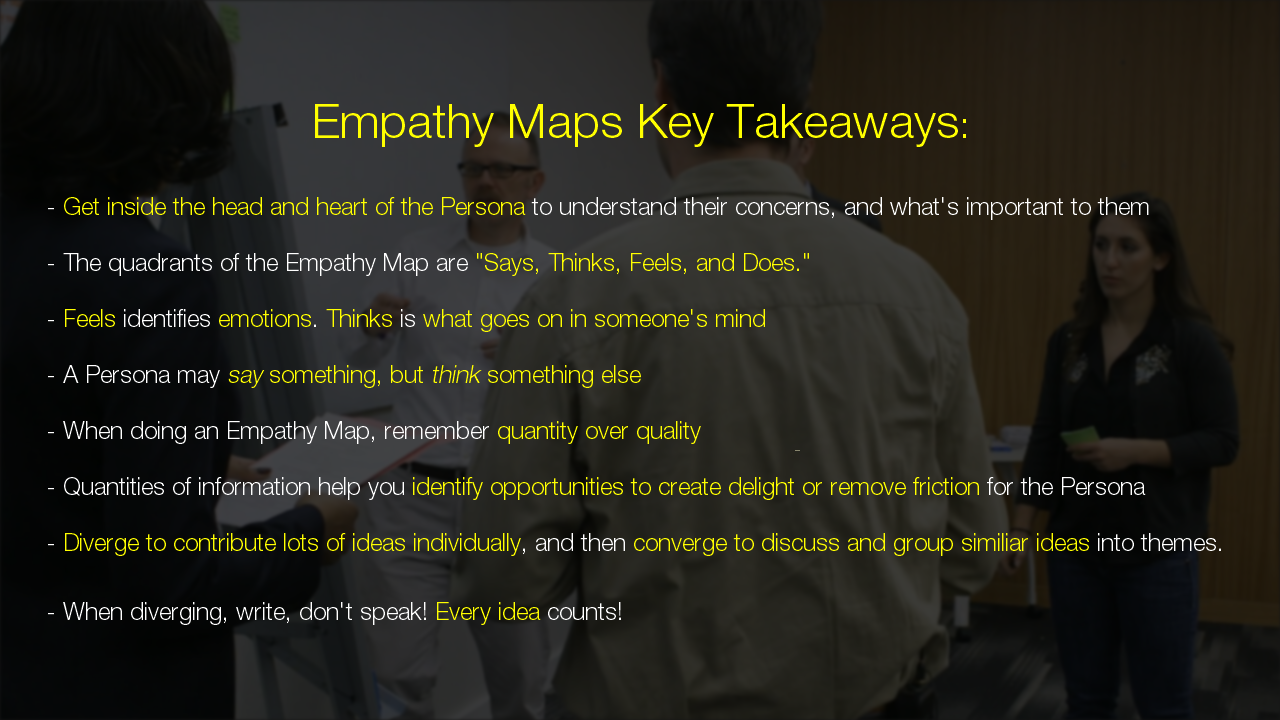 Empathy Maps Key Takeaways:
- Get inside the head and heart of the Persona to understand their concerns, and what's important to them
- The quadrants of the Empathy Map are "Says, Thinks, Feels, and Does."
- Feels identifies emotions. Thinks is what goes on in someone's mind
- A Persona may say something, but think something else
- When doing an Empathy Map, remember quantity over quality
- Quantities of information help you identify opportunities to create delight or remove friction for the Persona
- Diverge to contribute lots of ideas individually, and then converge to discuss and group similiar ideas into themes.
- When diverging, write, don't speak! Every idea counts!